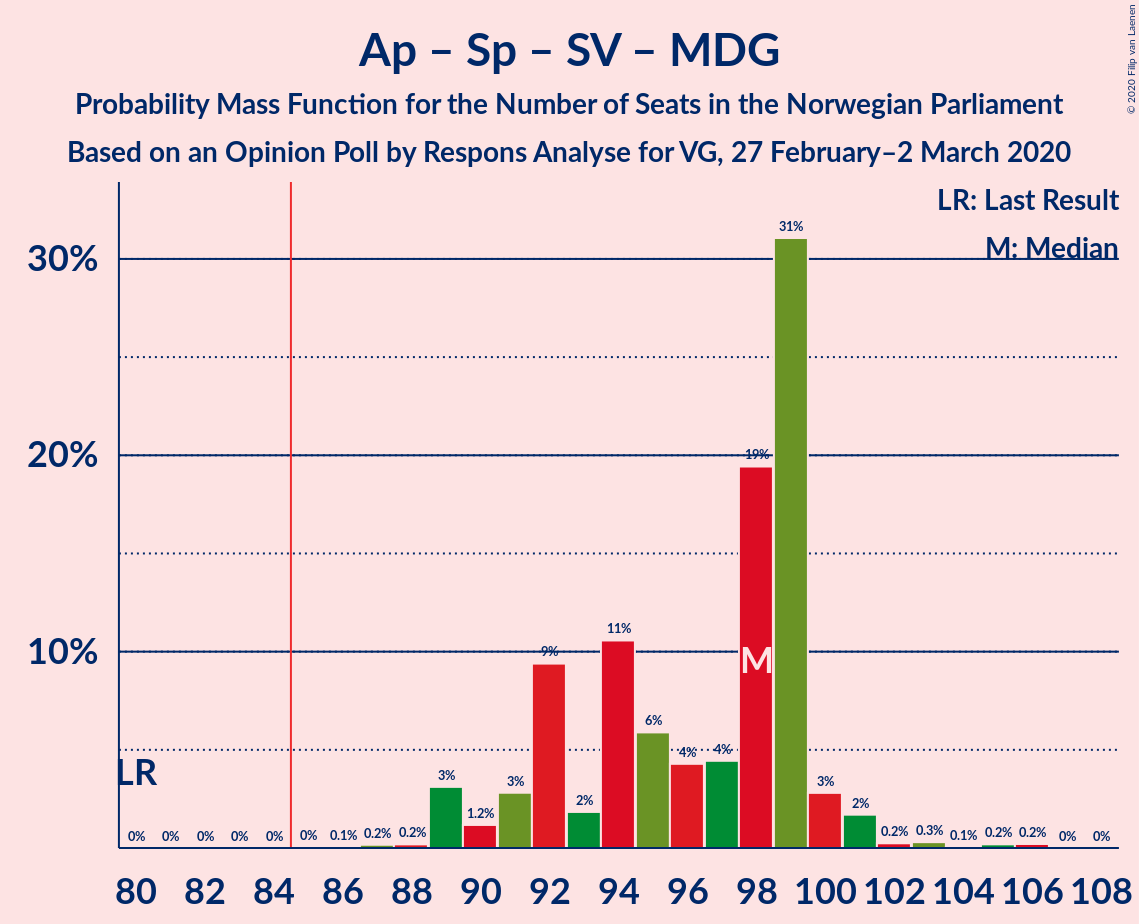 Ap – Sp – SV – MDG
Probability Mass Function for the Number of Seats in the Norwegian Parliament
Based on an Opinion Poll by Respons Analyse for VG, 27 February–2 March 2020
© 2020 Filip van Laenen
LR: Last Result
M: Median
30%
20%
10%
LR
M
0% 0% 0% 0% 0% 0% 0.1% 0.2% 0.2% 3% 1.2% 3% 9% 2% 11% 6% 4% 4% 19% 31% 3% 2% 0.2% 0.3% 0.1% 0.2% 0.2% 0% 0%
80 82 84 86 88 90 92 94 96 98 100 102 104 106 108